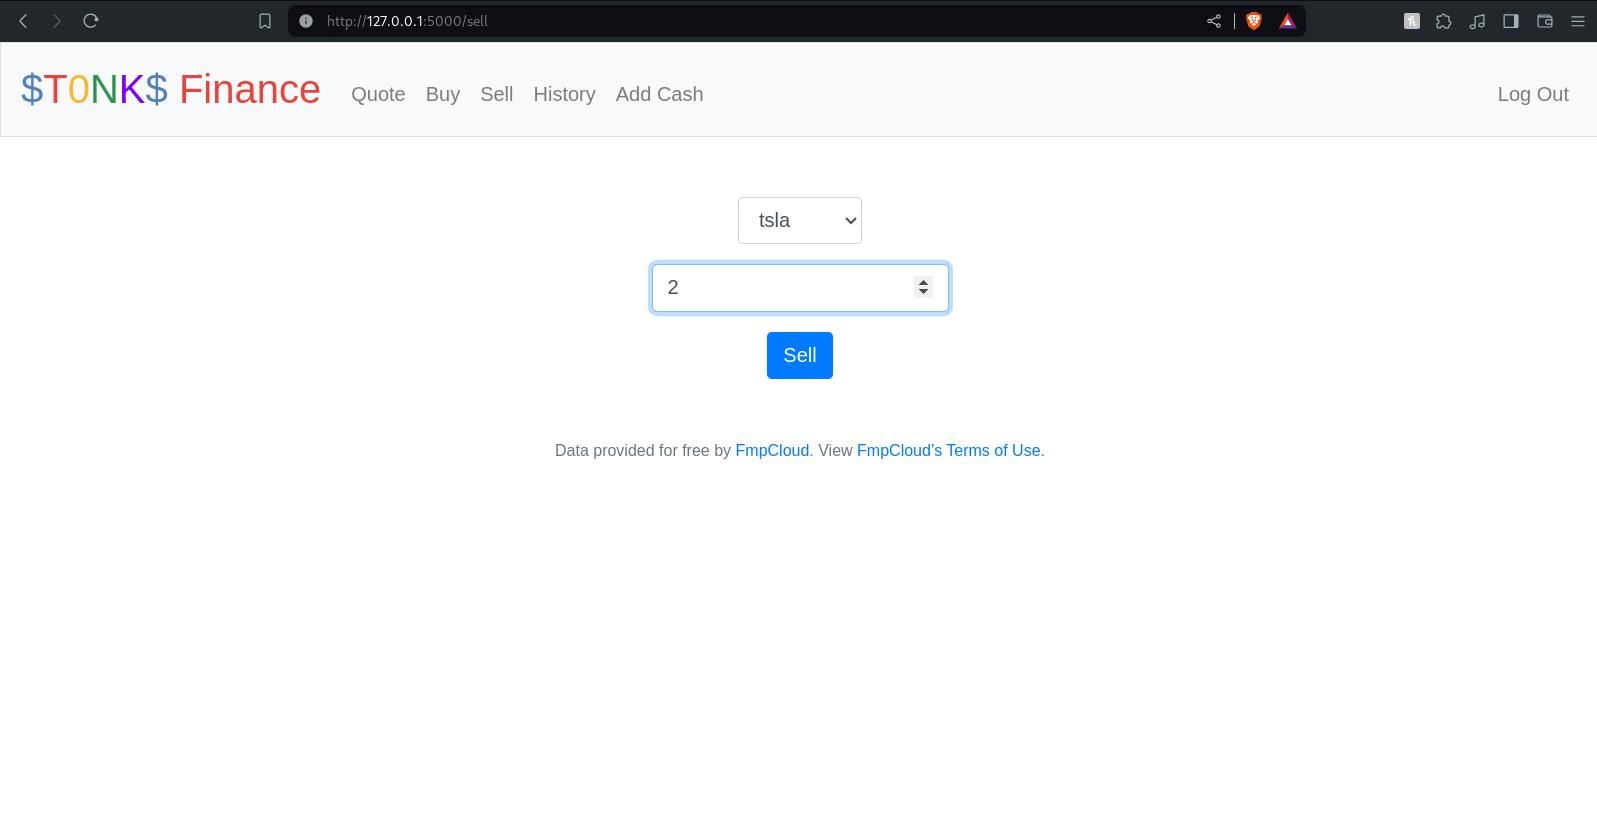 http://127.0.0.1:5000/sell
$T0NK$ Finance Quote Buy Sell History Add Cash Log Out
tsla
2
Sell
Data provided for free by FmpCloud. View FmpCloud’s Terms of Use.